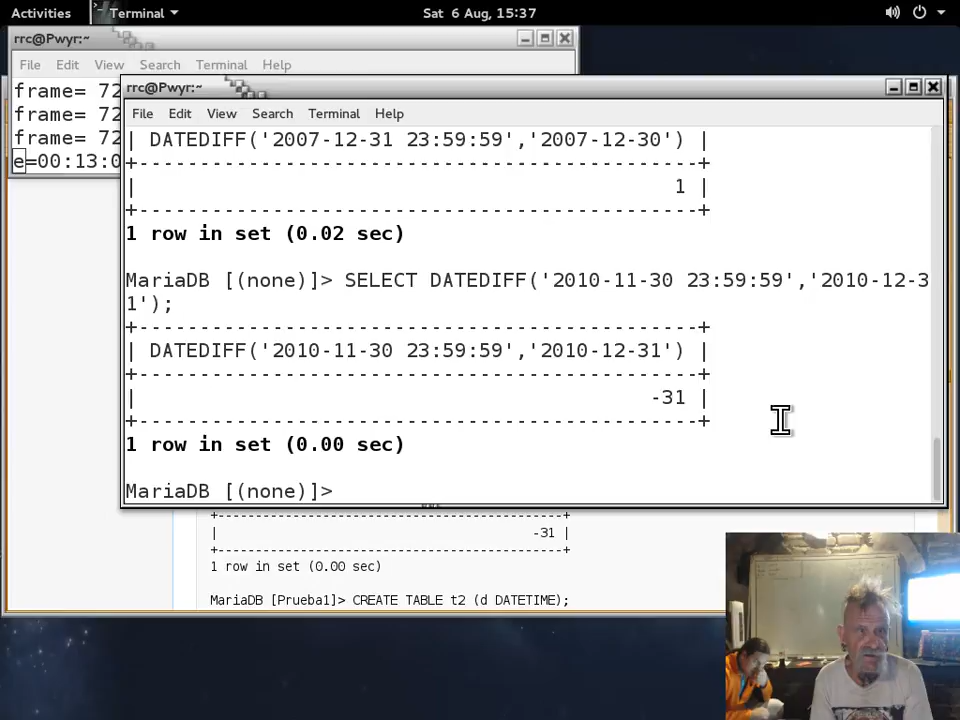 Activities
Terminal
Sat 6 Aug, 15:37
rrc@Pwyr:~
File Edit View Search Terminal Help
frame= 72
frame= 72
frame= 72
e=00:13:0
rrc@Pwyr:~
File Edit View Search Terminal Help
| DATEDIFF('2007-12-31 23:59:59','2007-12-30') |
+-----------------------------------------------+
| 1 |
+-----------------------------------------------+
1 row in set (0.02 sec)
MariaDB [(none)]> SELECT DATEDIFF('2010-11-30 23:59:59','2010-12-3
1');
+-----------------------------------------------+
| DATEDIFF('2010-11-30 23:59:59','2010-12-31') |
+-----------------------------------------------+
| -31 |
+-----------------------------------------------+
1 row in set (0.00 sec)
MariaDB [(none)]>
+-----------------------------------------------+
| -31 |
+-----------------------------------------------+
1 row in set (0.00 sec)
MariaDB [Prueba1]> CREATE TABLE t2 (d DATETIME);